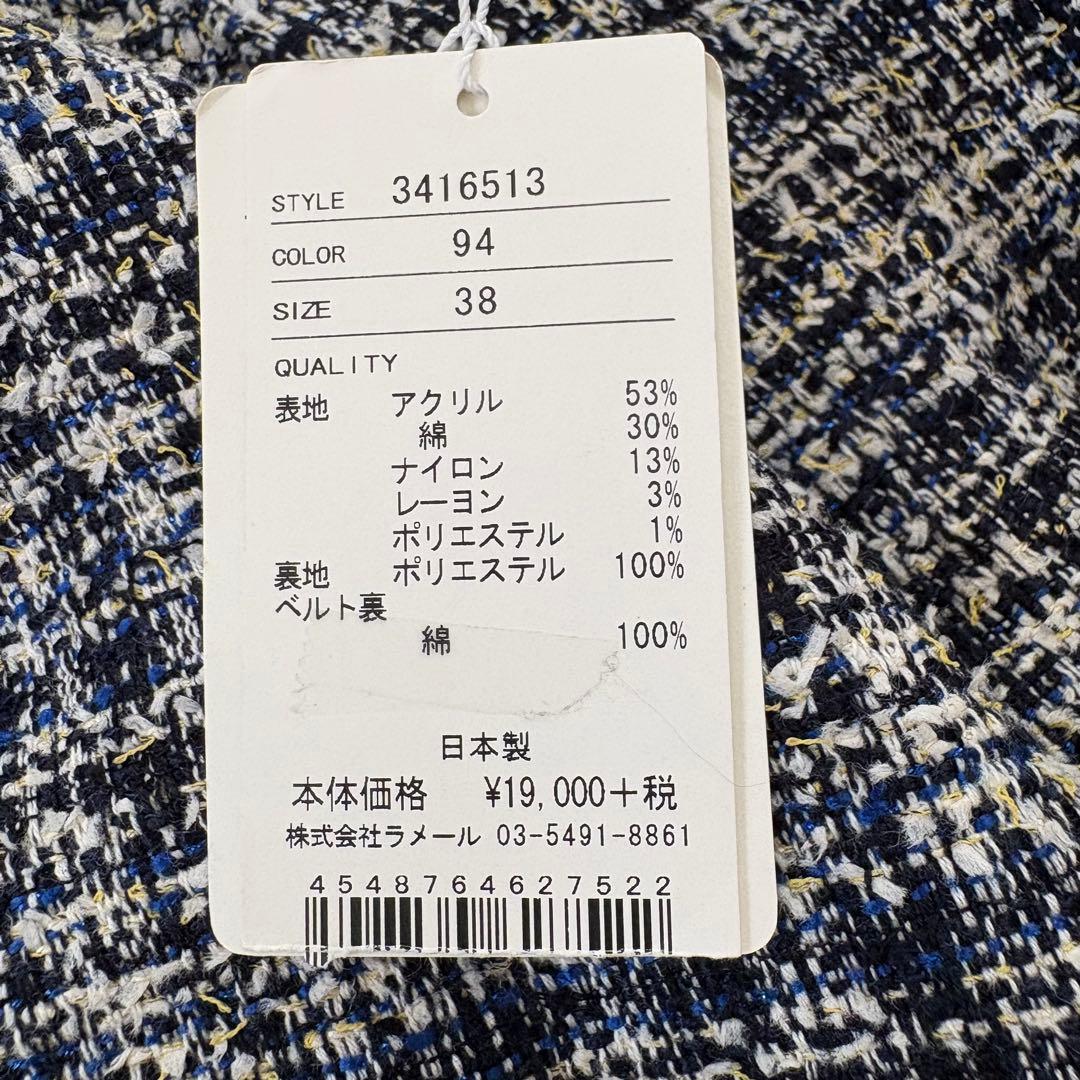 STYLE 3416513
COLOR 94
SIZE 38
QUALITY
表地 アクリル 53%
綿 30%
ナイロン 13%
レーヨン 3%
ポリエステル 1%
裏地 ポリエステル 100%
ベルト裏
綿 100%
日本製
本体価格 ¥19,000+税
株式会社ラメール 03-5491-8861
4548764627522